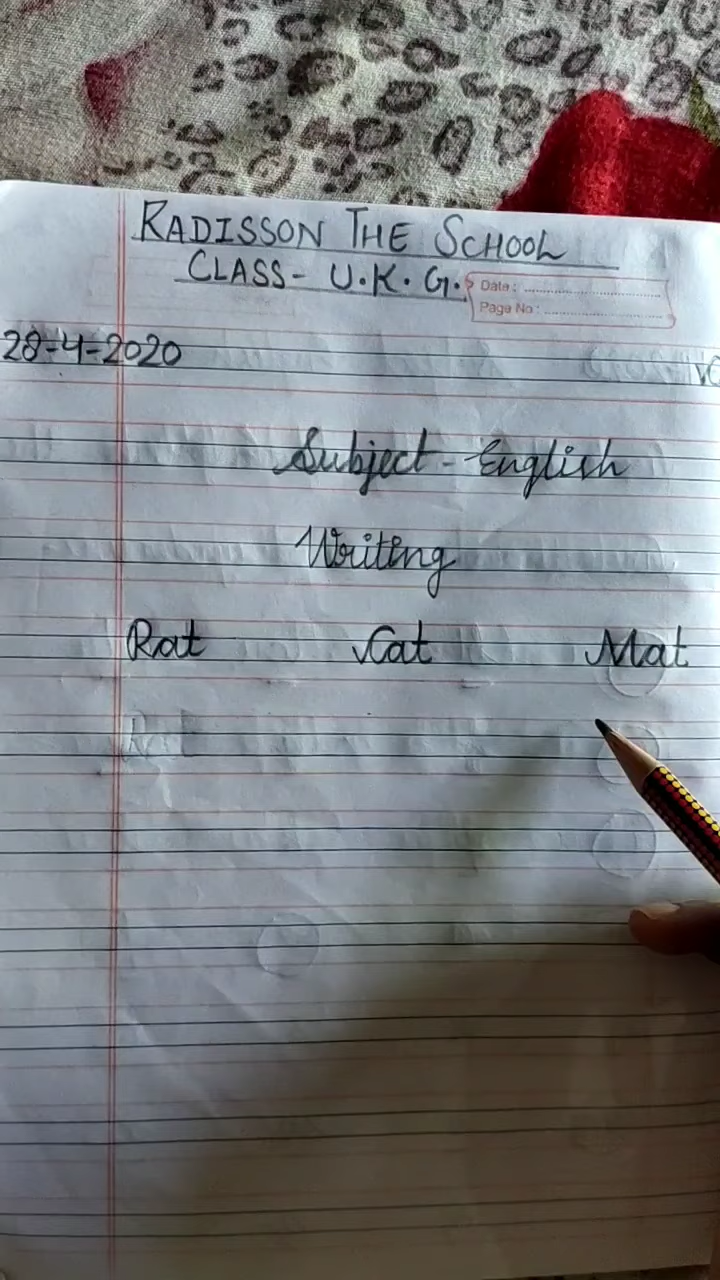 RADISSON THE SCHOOL
CLASS- U.K.G.
Date :
Page No :
28-4-2020
Subject - English
Writing
Rat Cat Mat